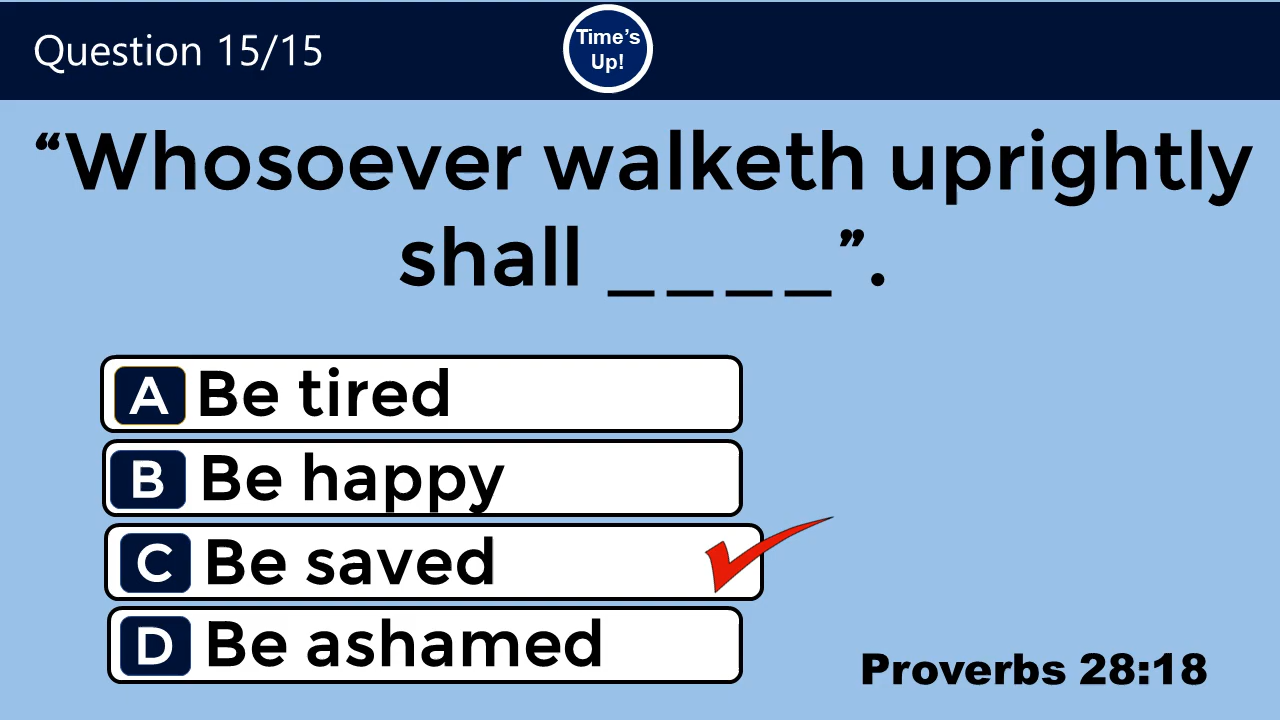 Question 15/15
Time's
Up!
“Whosoever walketh uprightly
shall _ _ _ _”.
A Be tired
B Be happy
C Be saved
D Be ashamed
Proverbs 28:18